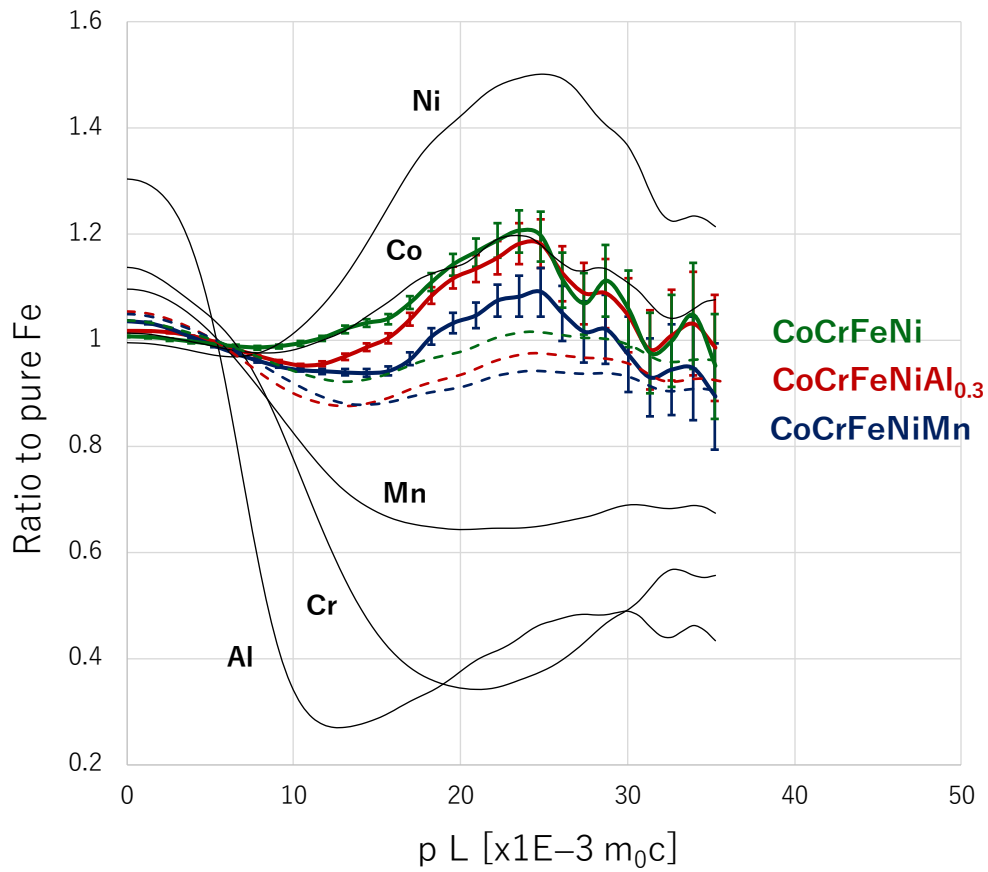 1.6
1.4
1.2
1
0.8
0.6
0.4
0.2
Ratio to pure Fe
Ni
Co
Mn
Cr
Al
CoCrFeNi
CoCrFeNiAl0.3
CoCrFeNiMn
0
10
20
30
40
50
p L [x1E–3 m0c]